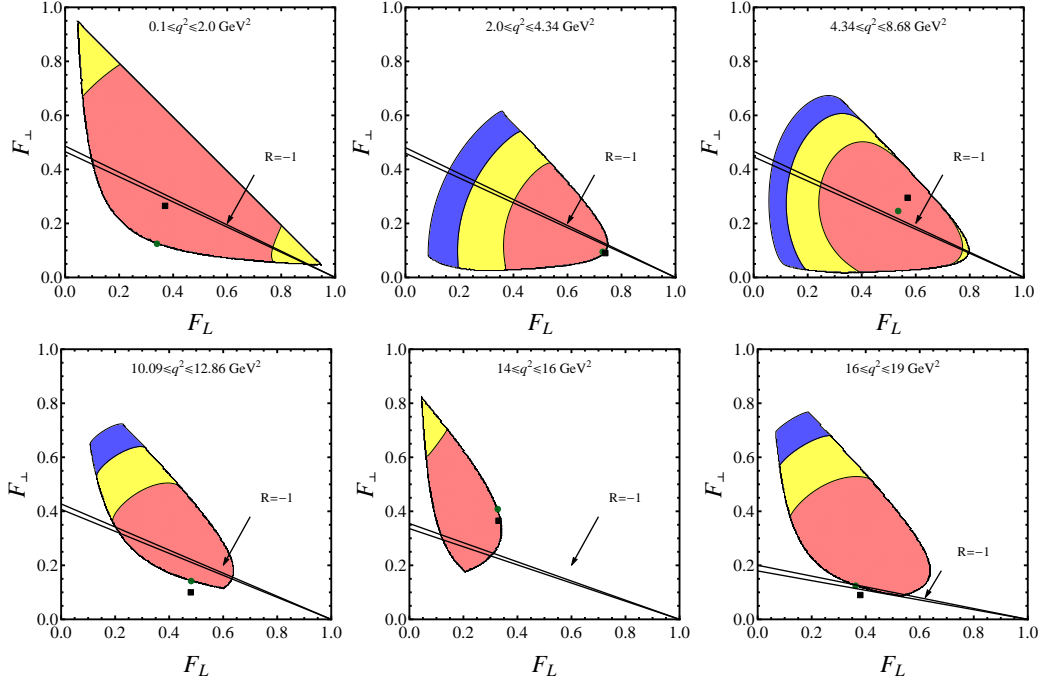 0.1≤q²≤2.0 GeV²
1.0
0.8
0.6
0.4
0.2
0.0
F⊥
R=−1
0.0 0.2 0.4 0.6 0.8 1.0
F_L
2.0≤q²≤4.34 GeV²
1.0
0.8
0.6
0.4
0.2
0.0
F⊥
R=−1
0.0 0.2 0.4 0.6 0.8 1.0
F_L
4.34≤q²≤8.68 GeV²
1.0
0.8
0.6
0.4
0.2
0.0
F⊥
R=−1
0.0 0.2 0.4 0.6 0.8 1.0
F_L
10.09≤q²≤12.86 GeV²
1.0
0.8
0.6
0.4
0.2
0.0
F⊥
R=−1
0.0 0.2 0.4 0.6 0.8 1.0
F_L
14≤q²≤16 GeV²
1.0
0.8
0.6
0.4
0.2
0.0
F⊥
R=−1
0.0 0.2 0.4 0.6 0.8 1.0
F_L
16≤q²≤19 GeV²
1.0
0.8
0.6
0.4
0.2
0.0
F⊥
R=−1
0.0 0.2 0.4 0.6 0.8 1.0
F_L